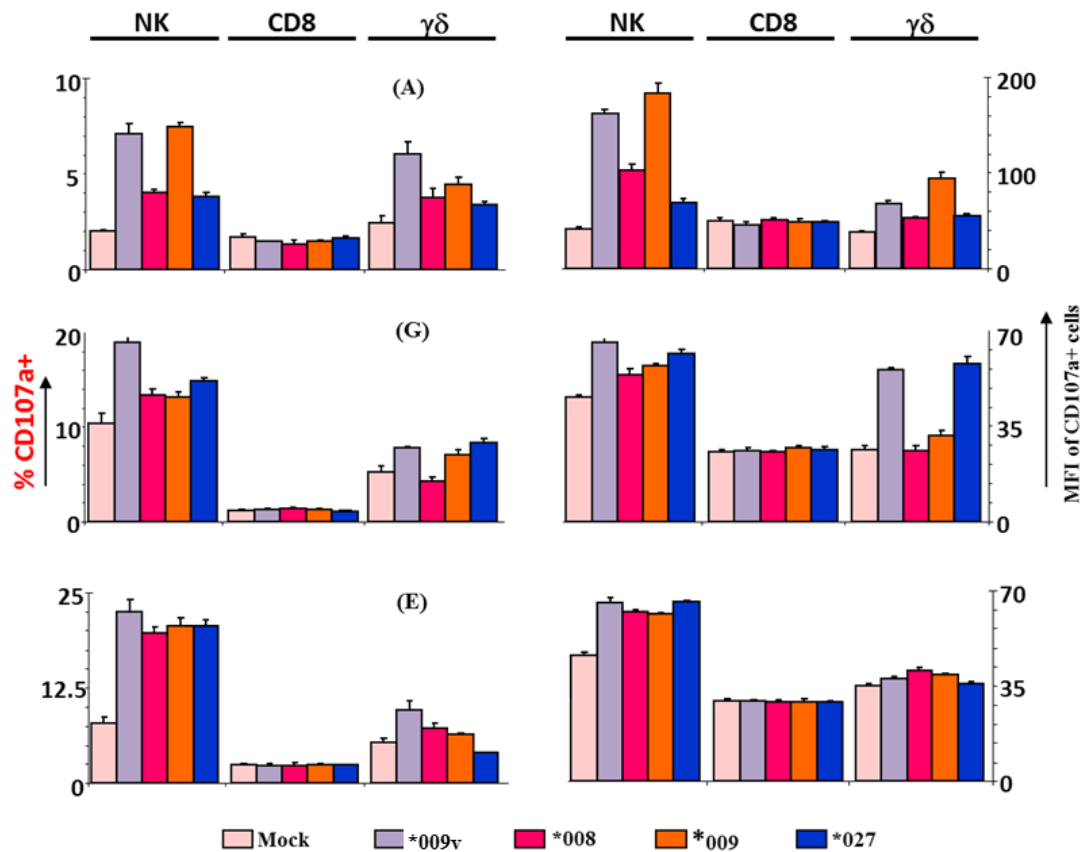 NK CD8 γδ NK CD8 γδ
10 (A) 200
5 100
0 0
20 (G) 70
10 35
0 0
25 (E) 70
12.5 35
0 0
% CD107a+
MFI of CD107a+ cells
Mock *009v *008 *009 *027